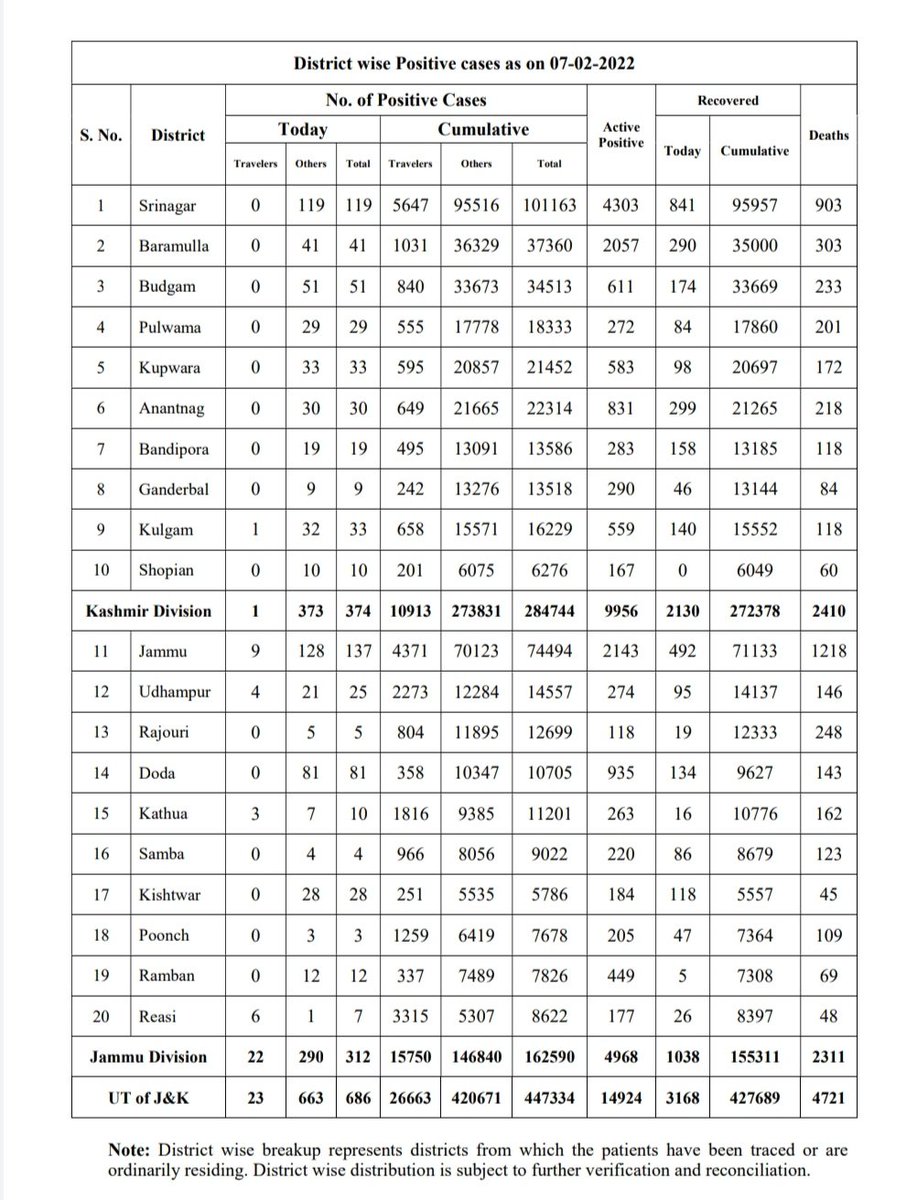 District wise Positive cases as on 07-02-2022
S. No. District No. of Positive Cases Active Positive Recovered Deaths
Today Cumulative Today Cumulative
Travelers Others Total Travelers Others Total
1 Srinagar 0 119 119 5647 95516 101163 4303 841 95957 903
2 Baramulla 0 41 41 1031 36329 37360 2057 290 35000 303
3 Budgam 0 51 51 840 33673 34513 611 174 33669 233
4 Pulwama 0 29 29 555 17778 18333 272 84 17860 201
5 Kupwara 0 33 33 595 20857 21452 583 98 20697 172
6 Anantnag 0 30 30 649 21665 22314 831 299 21265 218
7 Bandipora 0 19 19 495 13091 13586 283 158 13185 118
8 Ganderbal 0 9 9 242 13276 13518 290 46 13144 84
9 Kulgam 1 32 33 658 15571 16229 559 140 15552 118
10 Shopian 0 10 10 201 6075 6276 167 0 6049 60
Kashmir Division 1 373 374 10913 273831 284744 9956 2130 272378 2410
11 Jammu 9 128 137 4371 70123 74494 2143 492 71133 1218
12 Udhampur 4 21 25 2273 12284 14557 274 95 14137 146
13 Rajouri 0 5 5 804 11895 12699 118 19 12333 248
14 Doda 0 81 81 358 10347 10705 935 134 9627 143
15 Kathua 3 7 10 1816 9385 11201 263 16 10776 162
16 Samba 0 4 4 966 8056 9022 220 86 8679 123
17 Kishtwar 0 28 28 251 5535 5786 184 118 5557 45
18 Poonch 0 3 3 1259 6419 7678 205 47 7364 109
19 Ramban 0 12 12 337 7489 7826 449 5 7308 69
20 Reasi 6 1 7 3315 5307 8622 177 26 8397 48
Jammu Division 22 290 312 15750 146840 162590 4968 1038 155311 2311
UT of J&K 23 663 686 26663 420671 447334 14924 3168 427689 4721
Note: District wise breakup represents districts from which the patients have been traced or are
ordinarily residing. District wise distribution is subject to further verification and reconciliation.